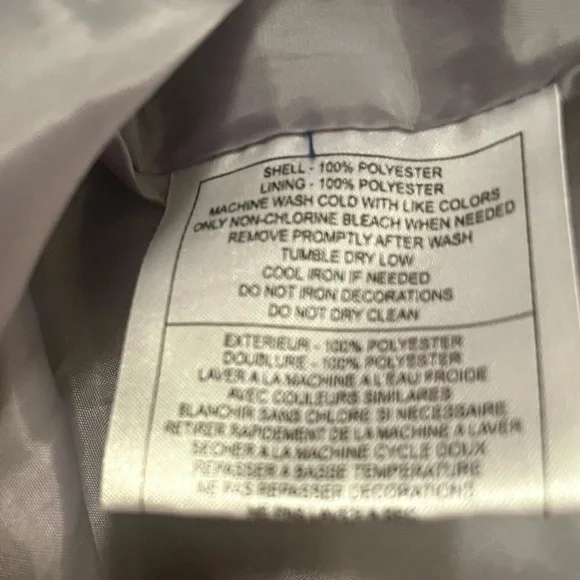 SHELL - 100% POLYESTER
LINING - 100% POLYESTER
MACHINE WASH COLD WITH LIKE COLORS
ONLY NON-CHLORINE BLEACH WHEN NEEDED
REMOVE PROMPTLY AFTER WASH
TUMBLE DRY LOW
COOL IRON IF NEEDED
DO NOT IRON DECORATIONS
DO NOT DRY CLEAN
EXTERIEUR - 100% POLYESTER
DOUBLURE - 100% POLYESTER
LAVER A LA MACHINE A L'EAU FROIDE
AVEC COULEURS SIMILAIRES
BLANCHIR SANS CHLORE SI NECESSAIRE
RETIRER RAPIDEMENT DE LA MACHINE A LAVER
SECHER A LA MACHINE CYCLE DOUX
REPASSER A BASSE TEMPERATURE
NE PAS REPASSER DECORATIONS